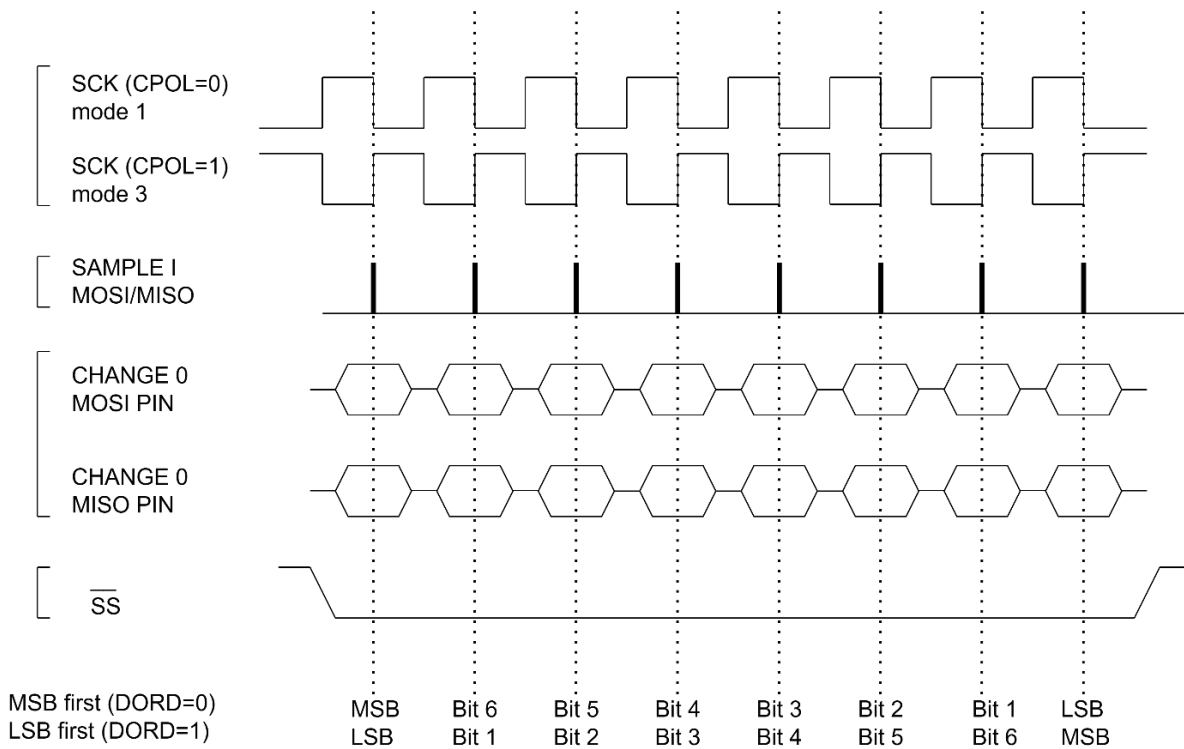 SCK (CPOL=0)
mode 1
SCK (CPOL=1)
mode 3
SAMPLE I
MOSI/MISO
CHANGE 0
MOSI PIN
CHANGE 0
MISO PIN
SS
MSB first (DORD=0) MSB Bit 6 Bit 5 Bit 4 Bit 3 Bit 2 Bit 1 LSB
LSB first (DORD=1) LSB Bit 1 Bit 2 Bit 3 Bit 4 Bit 5 Bit 6 MSB